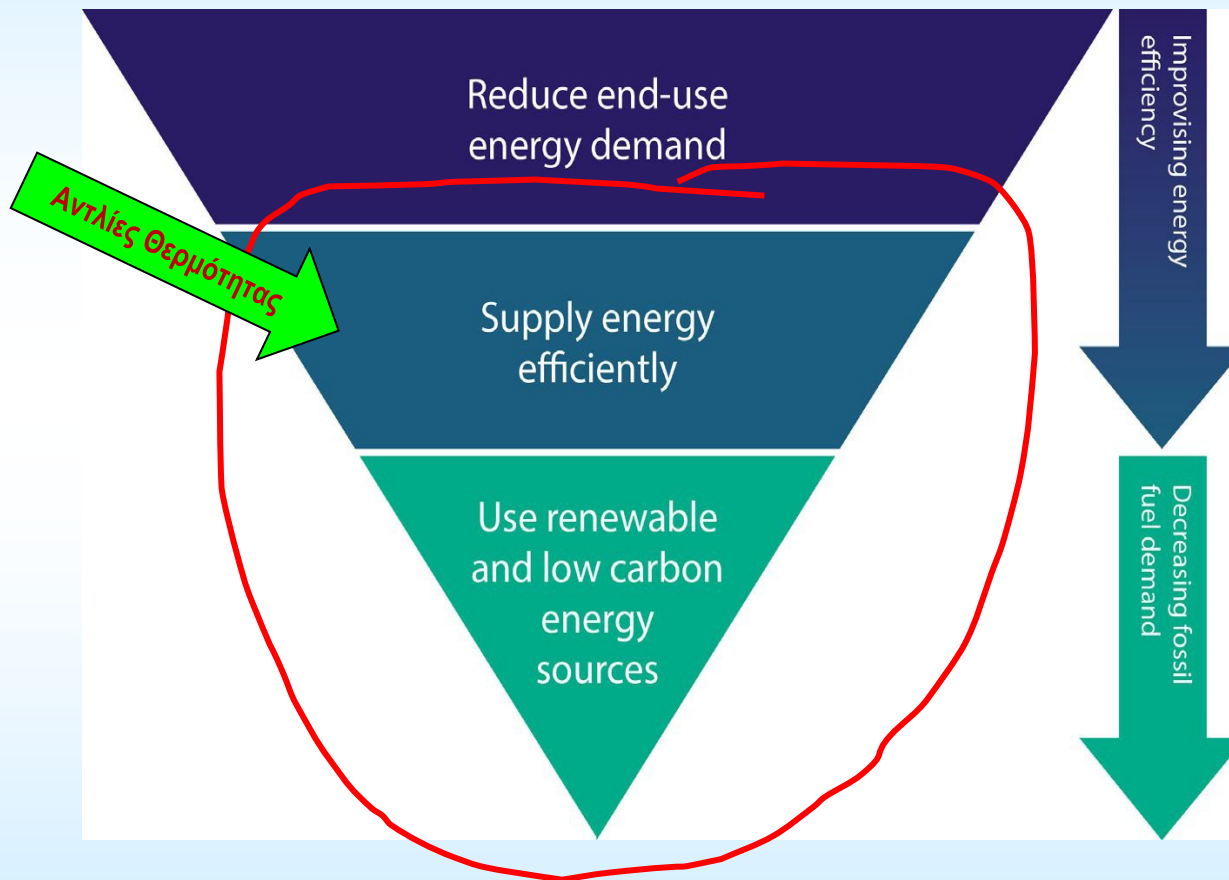 Reduce end-use
energy demand
Αντλίες Θερμότητας
Supply energy
efficiently
Use renewable
and low carbon
energy
sources
Improvising energy
efficiency
Decreasing fossil
fuel demand